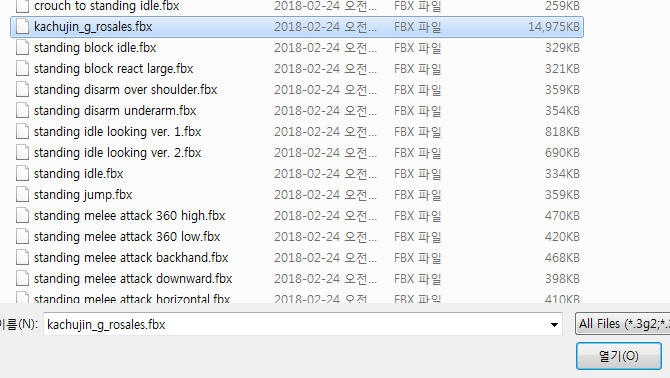 crouch to standing idle.fbx 2018-02-24 오전... FBX 파일 259KB
kachujin_g_rosales.fbx 2018-02-24 오전... FBX 파일 14,975KB
standing block idle.fbx 2018-02-24 오전... FBX 파일 329KB
standing block react large.fbx 2018-02-24 오전... FBX 파일 321KB
standing disarm over shoulder.fbx 2018-02-24 오전... FBX 파일 359KB
standing disarm underarm.fbx 2018-02-24 오전... FBX 파일 354KB
standing idle looking ver. 1.fbx 2018-02-24 오전... FBX 파일 818KB
standing idle looking ver. 2.fbx 2018-02-24 오전... FBX 파일 690KB
standing idle.fbx 2018-02-24 오전... FBX 파일 334KB
standing jump.fbx 2018-02-24 오전... FBX 파일 359KB
standing melee attack 360 high.fbx 2018-02-24 오전... FBX 파일 470KB
standing melee attack 360 low.fbx 2018-02-24 오전... FBX 파일 420KB
standing melee attack backhand.fbx 2018-02-24 오전... FBX 파일 468KB
standing melee attack downward.fbx 2018-02-24 오전... FBX 파일 398KB
standing melee attack horizontal.fbx 2018-02-24 오전... FBX 파일 410KB
이름(N): kachujin_g_rosales.fbx All Files (*.3g2;*.
열기(O)